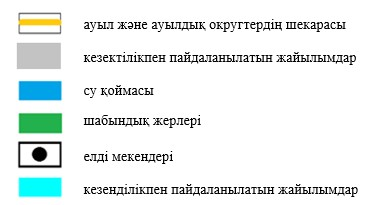 ауыл және ауылдық округтердің шекарасы
кезектілікпен пайдаланылатын жайылымдар
су қоймасы
шабындық жерлері
елді мекендері
кезенділікпен пайдаланылатын жайылымдар